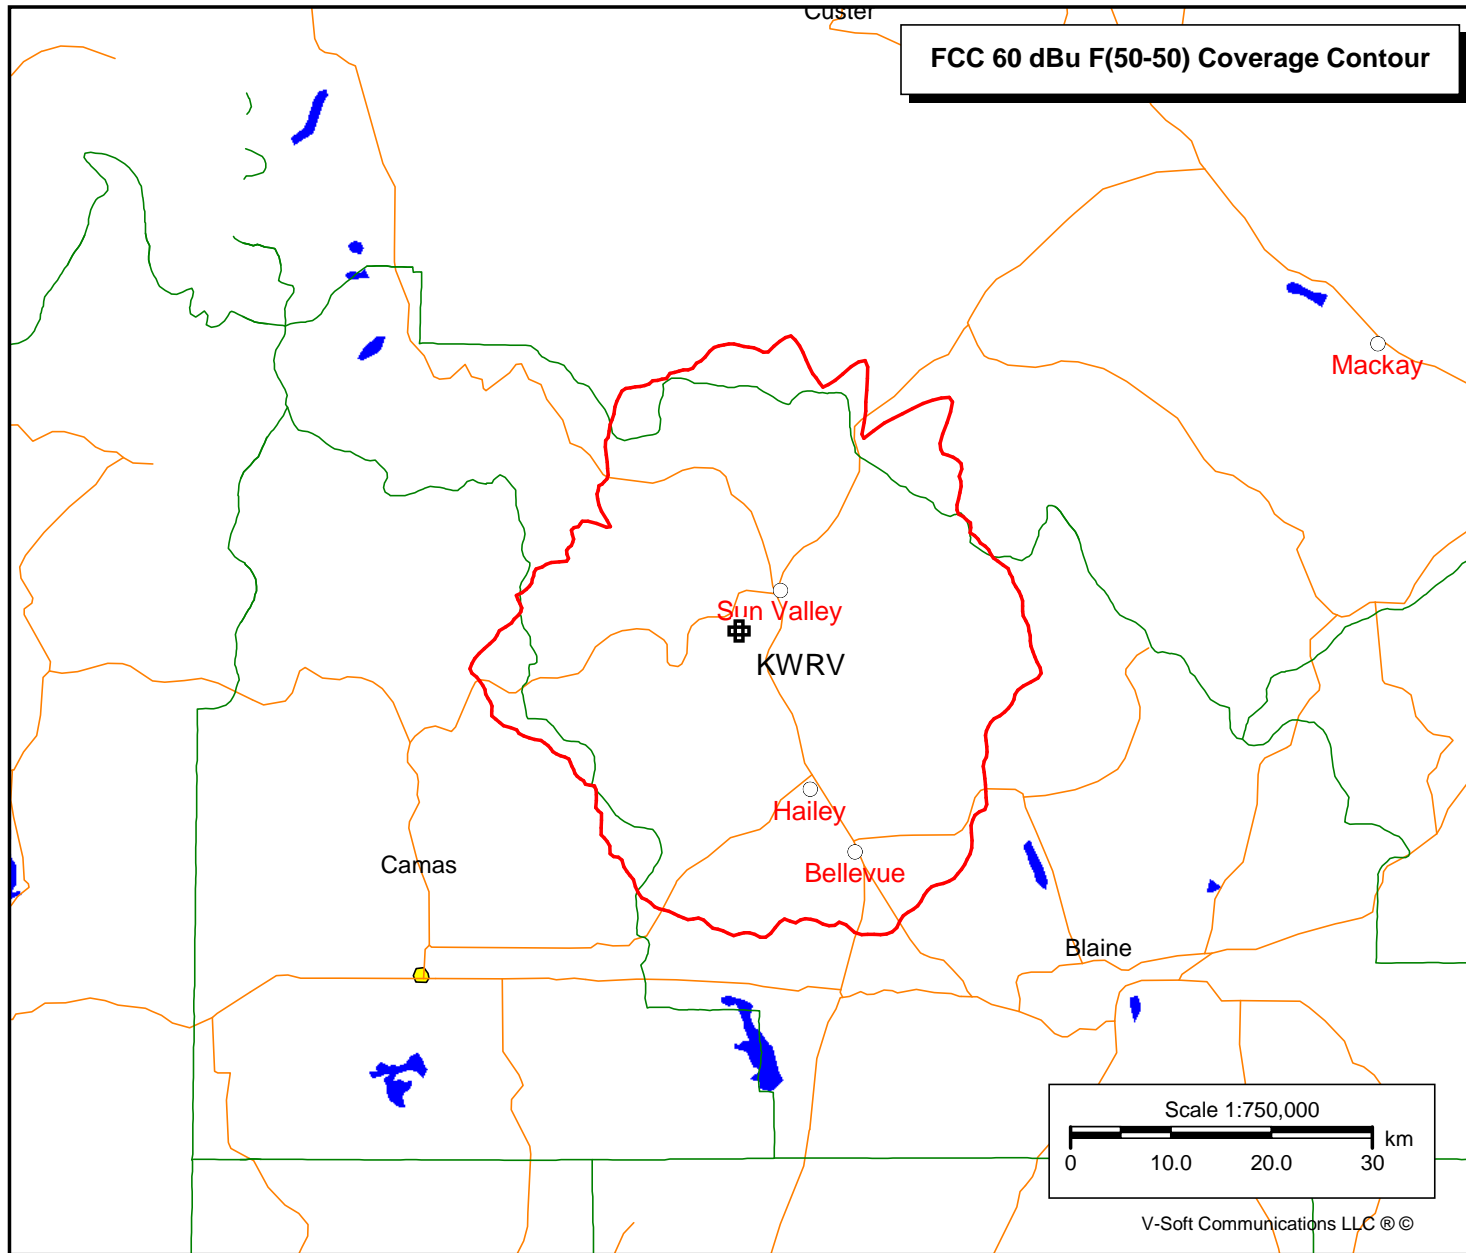 Custer
FCC 60 dBu F(50-50) Coverage Contour
Mackay
Sun Valley
KWRV
Hailey
Camas
Bellevue
Blaine
Scale 1:750,000
km
0 10.0 20.0 30
V-Soft Communications LLC ® ©